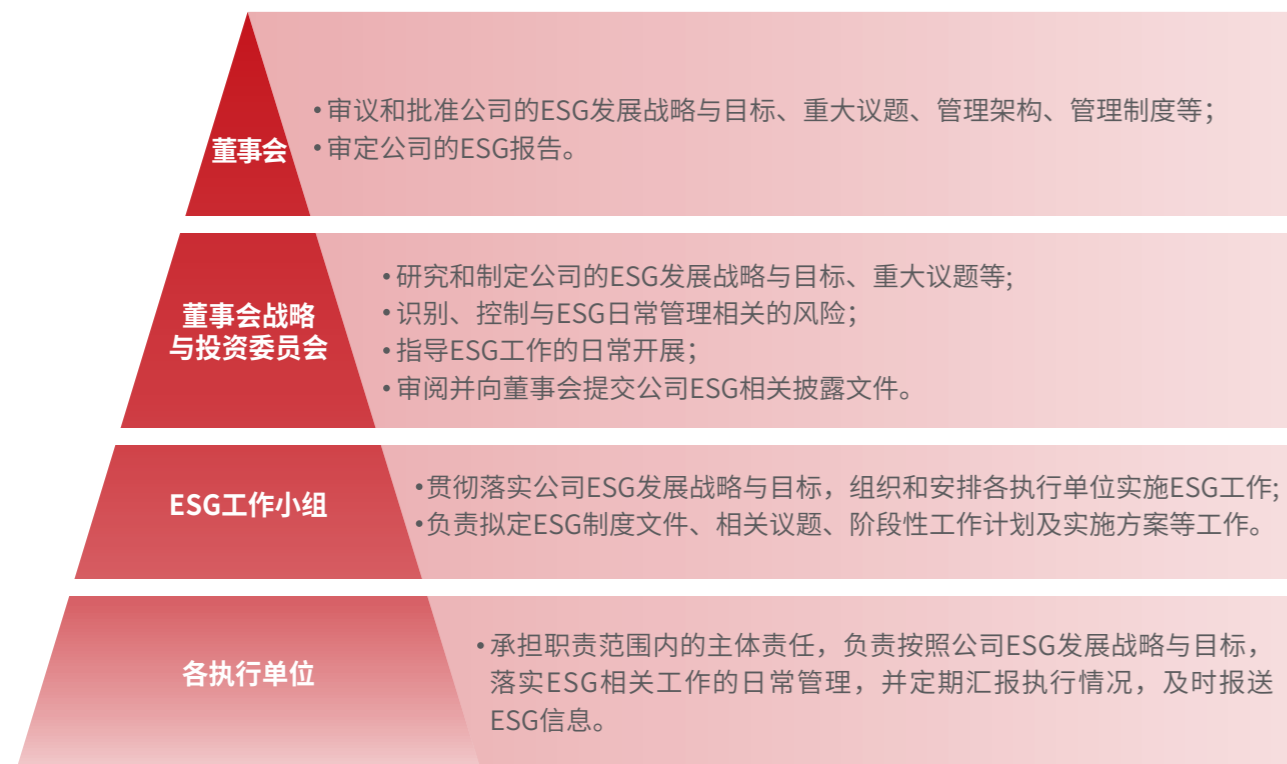 董事会
•审议和批准公司的ESG发展战略与目标、重大议题、管理架构、管理制度等；
•审定公司的ESG报告。
董事会战略
与投资委员会
•研究和制定公司的ESG发展战略与目标、重大议题等;
•识别、控制与ESG日常管理相关的风险；
•指导ESG工作的日常开展；
•审阅并向董事会提交公司ESG相关披露文件。
ESG工作小组
•贯彻落实公司ESG发展战略与目标，组织和安排各执行单位实施ESG工作;
•负责拟定ESG制度文件、相关议题、阶段性工作计划及实施方案等工作。
各执行单位
•承担职责范围内的主体责任，负责按照公司ESG发展战略与目标，
落实ESG相关工作的日常管理，并定期汇报执行情况，及时报送
ESG信息。